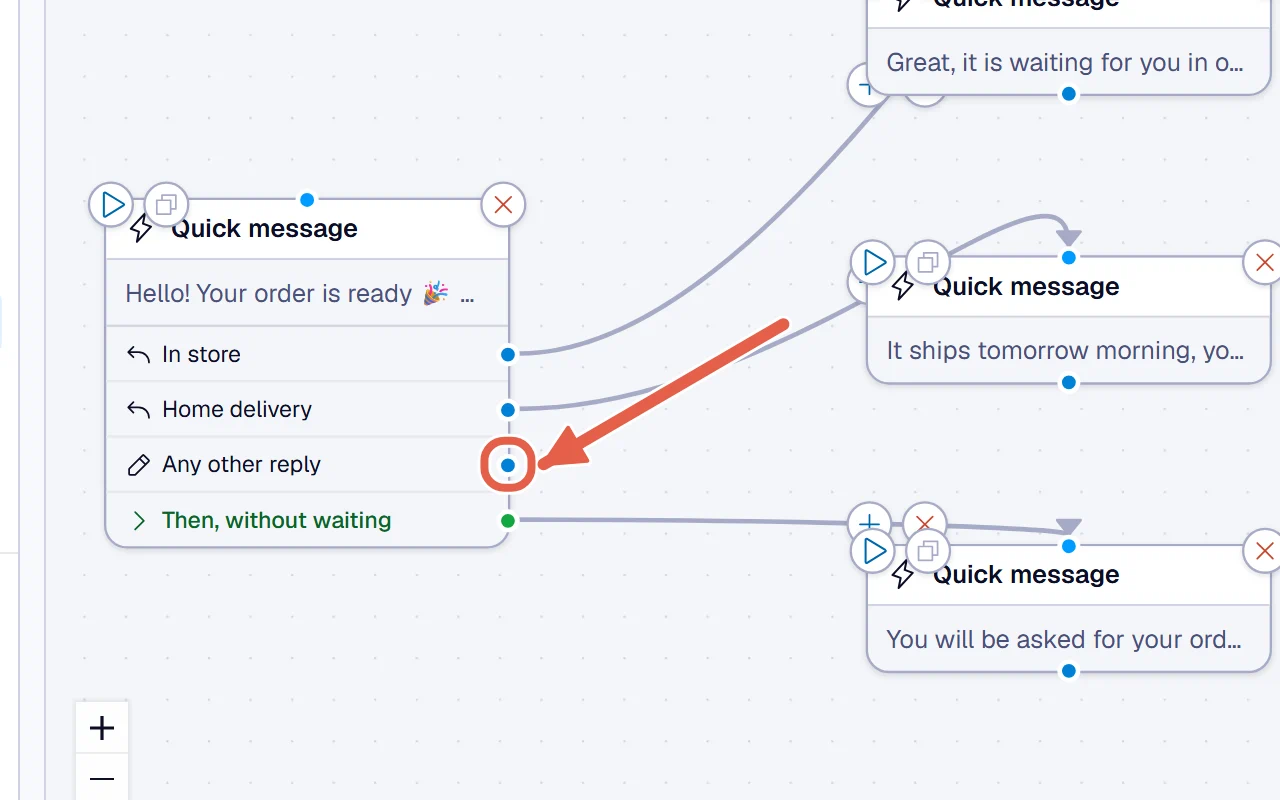 Quick message
Great, it is waiting for you in o...
Quick message
Hello! Your order is ready 🎉 ...
In store
Home delivery
Any other reply
Then, without waiting
Quick message
It ships tomorrow morning, yo...
Quick message
You will be asked for your ord...